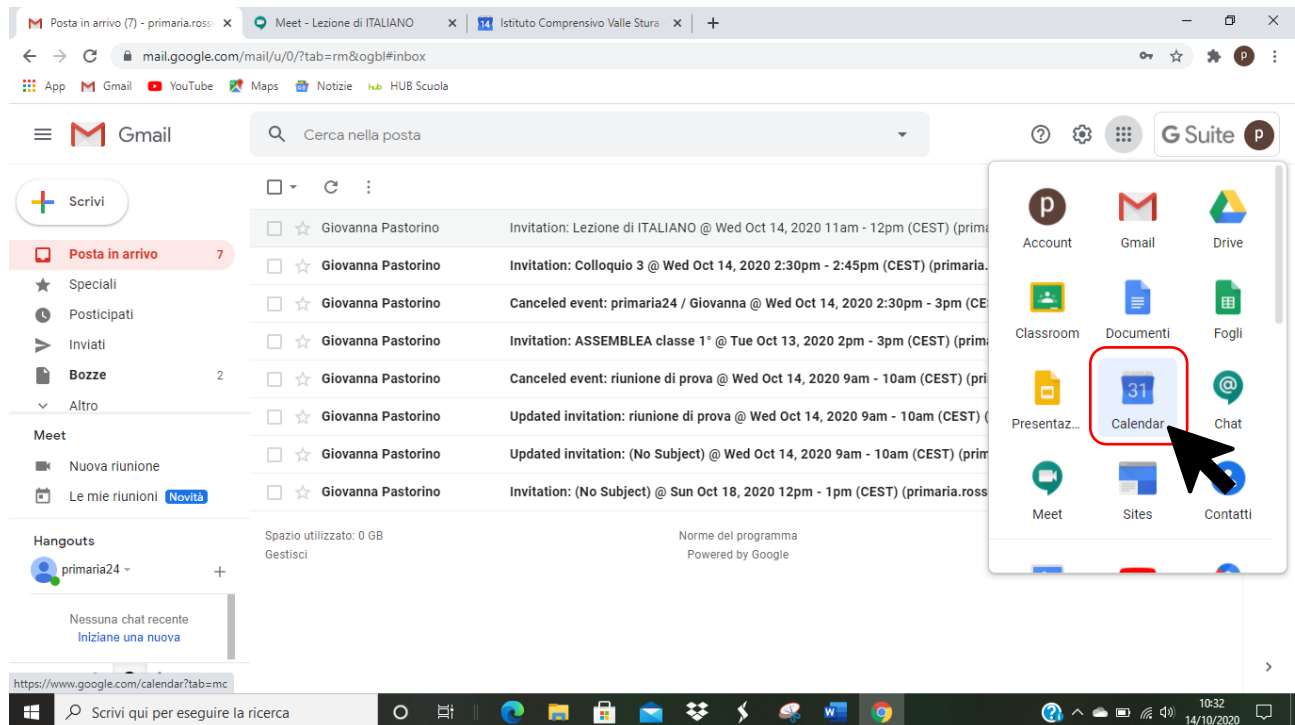 Posta in arrivo (7) - primaria.ross
Meet - Lezione di ITALIANO
14 Istituto Comprensivo Valle Stura -
mail.google.com/mail/u/0/?tab=rm&ogbl#inbox
P
App
Gmail
YouTube
Maps
Notizie
hub HUB Scuola
Gmail
Cerca nella posta
G Suite
p
Scrivi
Posta in arrivo 7
Speciali
Posticipati
Inviati
Bozze 2
Altro
Meet
Nuova riunione
Le mie riunioni Novità
Hangouts
primaria24
Nessuna chat recente
Iniziane una nuova
https://www.google.com/calendar?tab=mc
Giovanna Pastorino Invitation: Lezione di ITALIANO @ Wed Oct 14, 2020 11am - 12pm (CEST) (prima
Giovanna Pastorino Invitation: Colloquio 3 @ Wed Oct 14, 2020 2:30pm - 2:45pm (CEST) (primaria.
Giovanna Pastorino Canceled event: primaria24 / Giovanna @ Wed Oct 14, 2020 2:30pm - 3pm (CE
Giovanna Pastorino Invitation: ASSEMBLEA classe 1° @ Tue Oct 13, 2020 2pm - 3pm (CEST) (prima
Giovanna Pastorino Canceled event: riunione di prova @ Wed Oct 14, 2020 9am - 10am (CEST) (pri
Giovanna Pastorino Updated invitation: riunione di prova @ Wed Oct 14, 2020 9am - 10am (CEST) (
Giovanna Pastorino Updated invitation: (No Subject) @ Wed Oct 14, 2020 9am - 10am (CEST) (prim
Giovanna Pastorino Invitation: (No Subject) @ Sun Oct 18, 2020 12pm - 1pm (CEST) (primaria.ross
Spazio utilizzato: 0 GB
Gestisci
Norme del programma
Powered by Google
p
Account
Gmail
Drive
Classroom
Documenti
Fogli
31
Presentaz...
Calendar
Chat
Meet
Sites
Contatti
Scrivi qui per eseguire la ricerca
10:32
14/10/2020